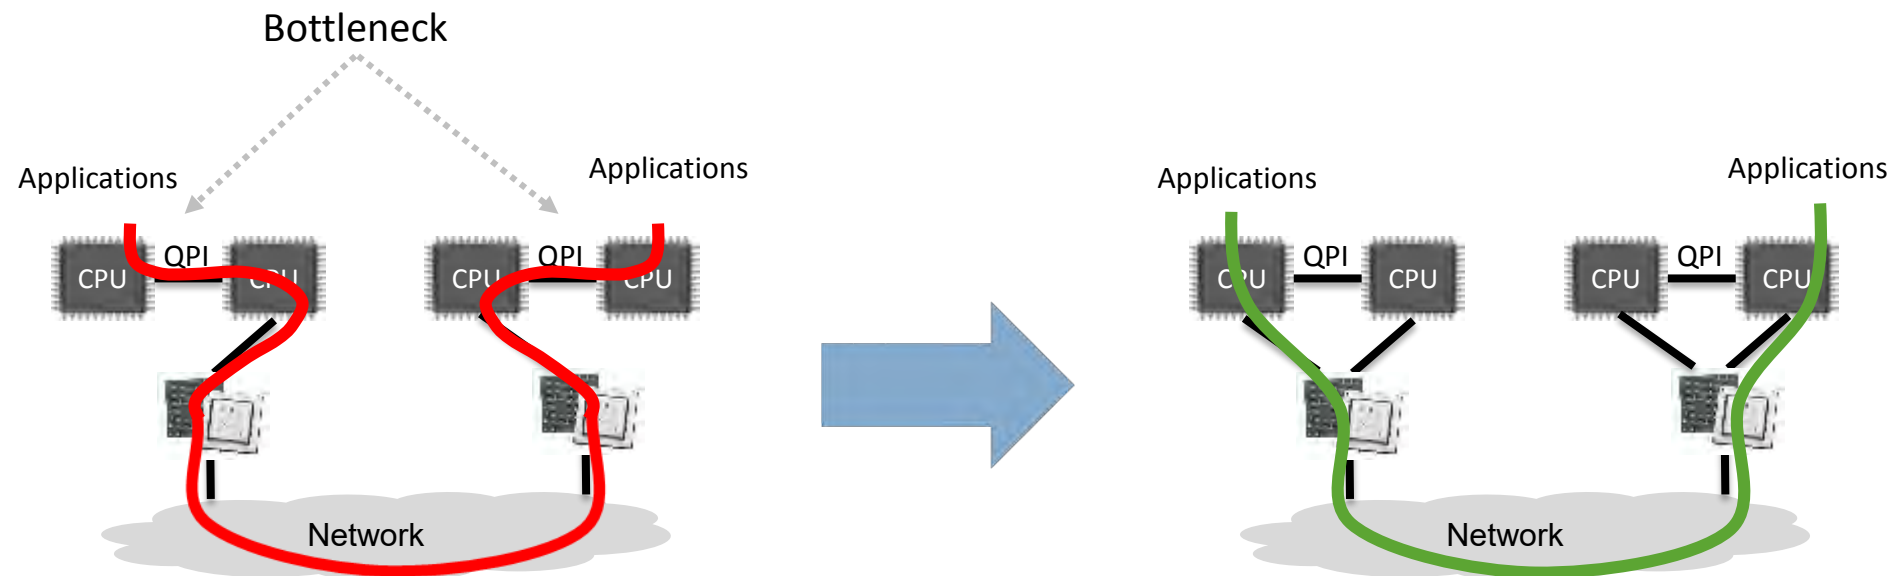 Bottleneck
Applications
Applications
Applications
Applications
QPI
QPI
QPI
QPI
CPU
CPU
CPU
CPU
CPU
CPU
CPU
CPU
Network
Network